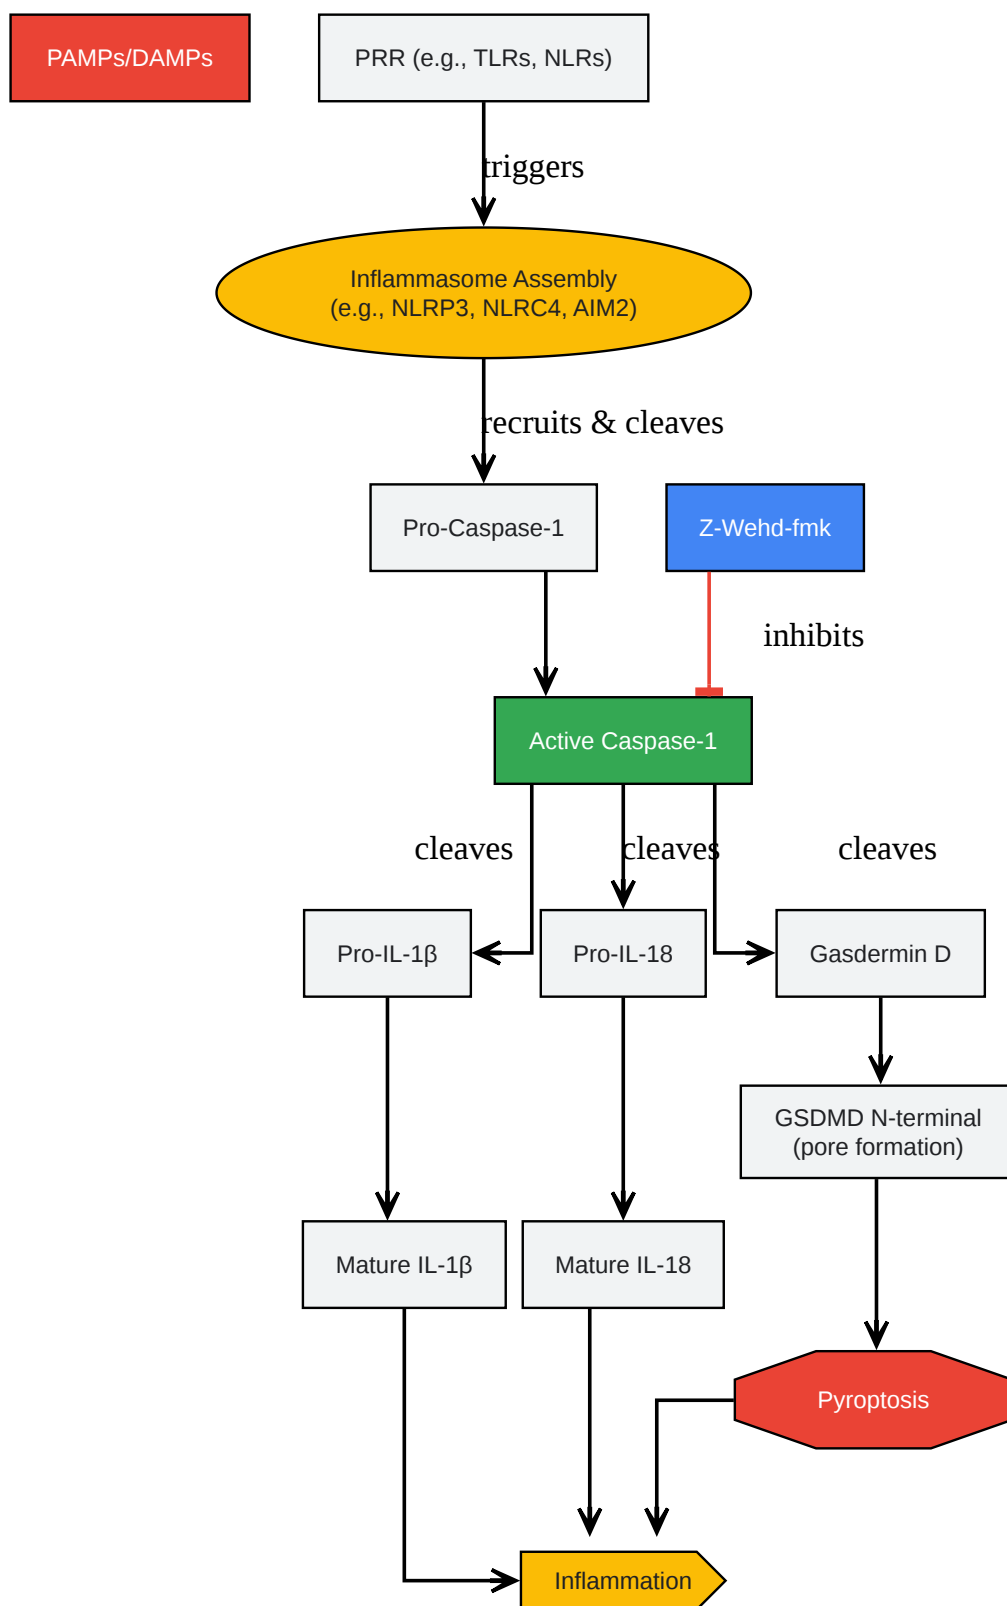 PAMPs/DAMPs
PRR (e.g., TLRs, NLRs)
triggers
Inflammasome Assembly
(e.g., NLRP3, NLRC4, AIM2)
recruits & cleaves
Pro-Caspase-1
Z-Wehd-fmk
inhibits
Active Caspase-1
cleaves
cleaves
cleaves
Pro-IL-1β
Pro-IL-18
Gasdermin D
GSDMD N-terminal
(pore formation)
Mature IL-1β
Mature IL-18
Pyroptosis
Inflammation